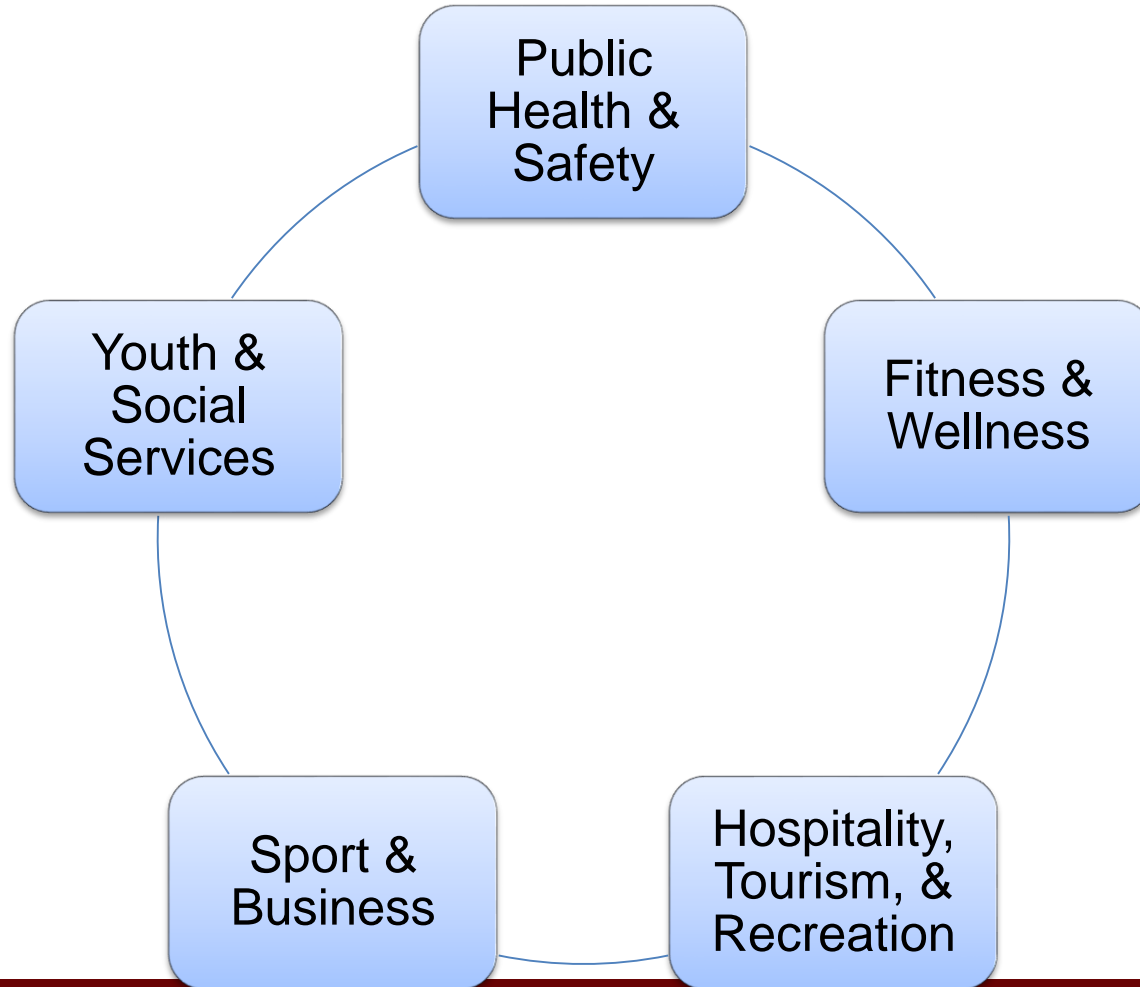 Public
Health &
Safety
Youth &
Social
Services
Fitness &
Wellness
Sport &
Business
Hospitality,
Tourism, &
Recreation